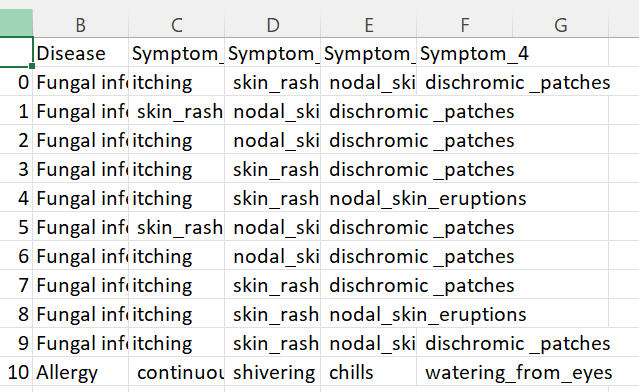 B C D E F G
Disease Symptom_ Symptom_ Symptom_ Symptom_4
0 Fungal inf itching skin_rash nodal_ski dischromic _patches
1 Fungal inf skin_rash nodal_ski dischromic _patches
2 Fungal inf itching nodal_ski dischromic _patches
3 Fungal inf itching skin_rash dischromic _patches
4 Fungal inf itching skin_rash nodal_skin_eruptions
5 Fungal inf skin_rash nodal_ski dischromic _patches
6 Fungal inf itching nodal_ski dischromic _patches
7 Fungal inf itching skin_rash dischromic _patches
8 Fungal inf itching skin_rash nodal_skin_eruptions
9 Fungal inf itching skin_rash nodal_ski dischromic _patches
10 Allergy continuou shivering chills watering_from_eyes